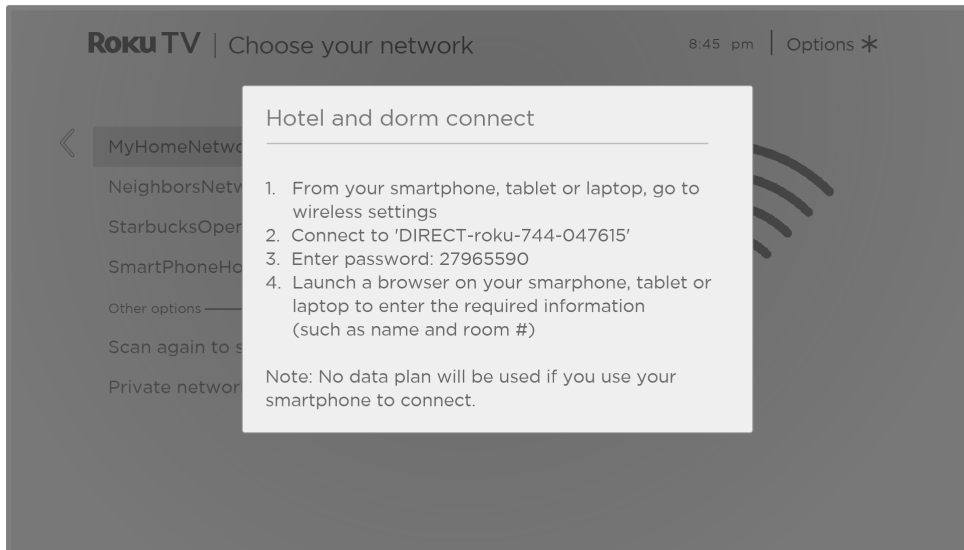 Roku TV | Choose your network
8:45 pm | Options *
Hotel and dorm connect
MyHomeNetwo
NeighborsNetw
StarbucksOper
SmartPhoneHo
Other options
Scan again to s
Private networ
1. From your smartphone, tablet or laptop, go to
wireless settings
2. Connect to 'DIRECT-roku-744-047615'
3. Enter password: 27965590
4. Launch a browser on your smarphone, tablet or
laptop to enter the required information
(such as name and room #)
Note: No data plan will be used if you use your
smartphone to connect.